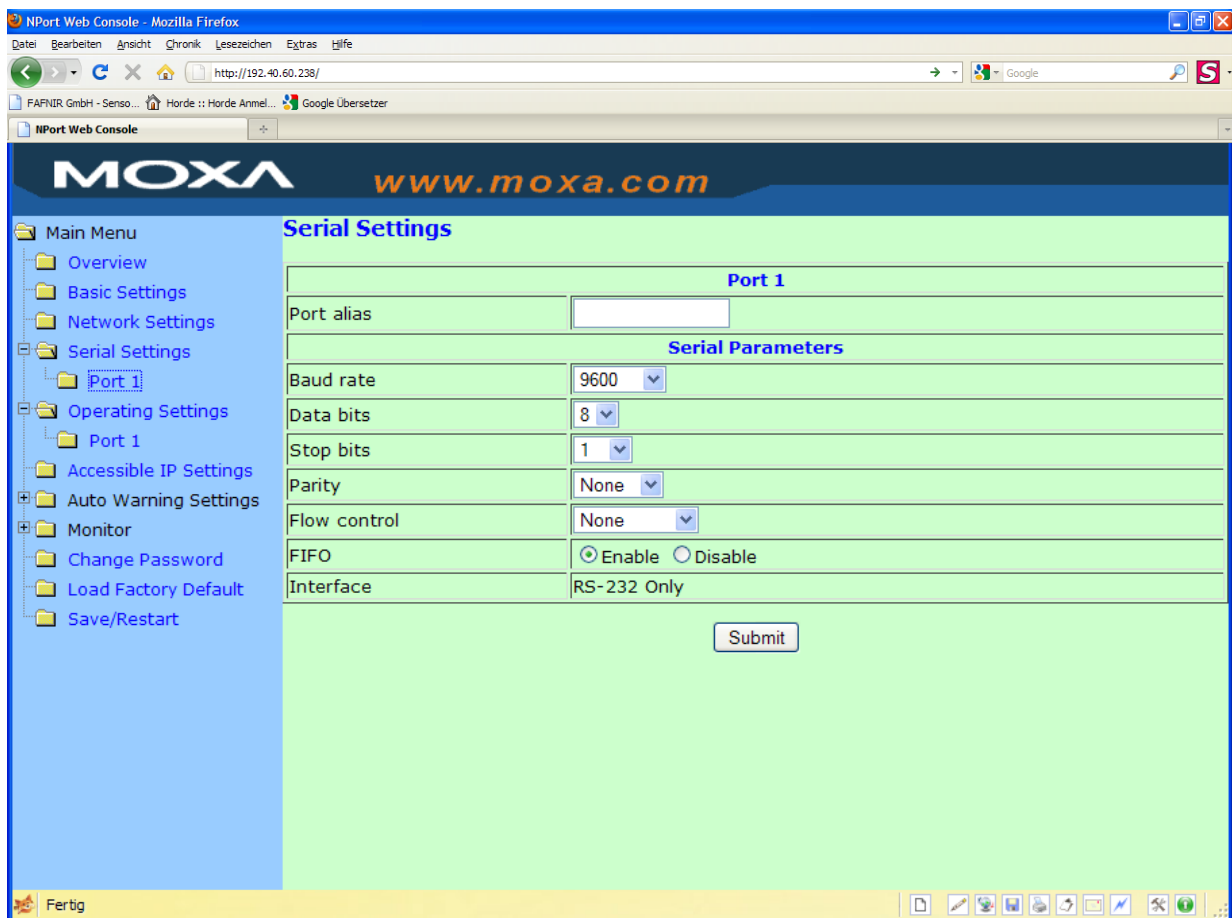 NPort Web Console - Mozilla Firefox
Datei Bearbeiten Ansicht Chronik Lesezeichen Extras Hilfe
http://192.40.60.238/ Google
FAFNIR GmbH - Senso... Horde :: Horde Anmel... Google Übersetzer
NPort Web Console
MOXA www.moxa.com
Main Menu
Overview
Basic Settings
Network Settings
Serial Settings
Port 1
Operating Settings
Port 1
Accessible IP Settings
Auto Warning Settings
Monitor
Change Password
Load Factory Default
Save/Restart
Serial Settings
Port 1
Port alias
Serial Parameters
Baud rate 9600
Data bits 8
Stop bits 1
Parity None
Flow control None
FIFO Enable Disable
Interface RS-232 Only
Submit
Fertig